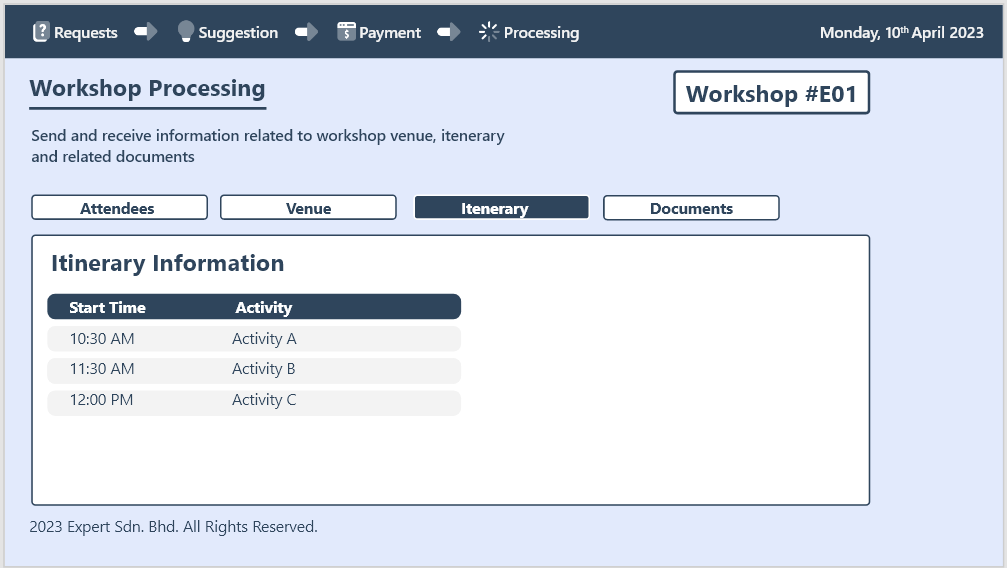 Requests Suggestion Payment Processing Monday, 10th April 2023
Workshop Processing
Workshop #E01
Send and receive information related to workshop venue, itenerary
and related documents
Attendees Venue Itenerary Documents
Itinerary Information
Start Time Activity
10:30 AM Activity A
11:30 AM Activity B
12:00 PM Activity C
2023 Expert Sdn. Bhd. All Rights Reserved.